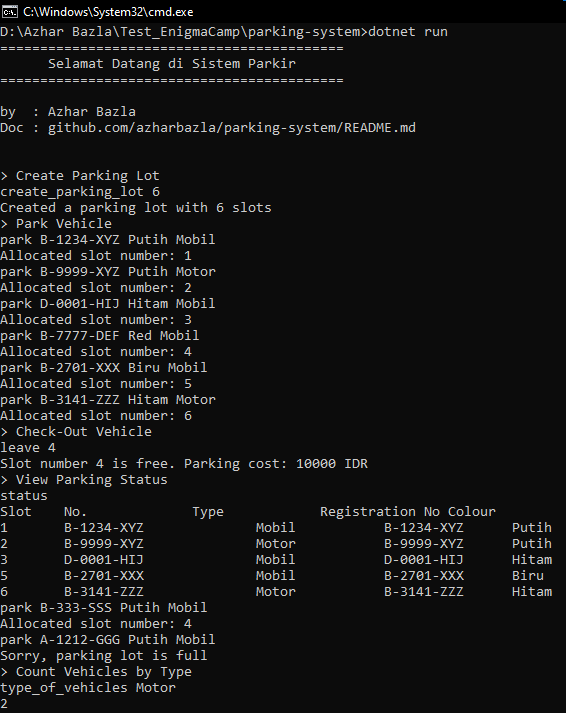 C:\Windows\System32\cmd.exe
D:\Azhar Bazla\Test_EnigmaCamp\parking-system>dotnet run
===========================================
Selamat Datang di Sistem Parkir
===========================================
by : Azhar Bazla
Doc : github.com/azharbazla/parking-system/README.md
> Create Parking Lot
create_parking_lot 6
Created a parking lot with 6 slots
> Park Vehicle
park B-1234-XYZ Putih Mobil
Allocated slot number: 1
park B-9999-XYZ Putih Motor
Allocated slot number: 2
park D-0001-HIJ Hitam Mobil
Allocated slot number: 3
park B-7777-DEF Red Mobil
Allocated slot number: 4
park B-2701-XXX Biru Mobil
Allocated slot number: 5
park B-3141-ZZZ Hitam Motor
Allocated slot number: 6
> Check-Out Vehicle
leave 4
Slot number 4 is free. Parking cost: 10000 IDR
> View Parking Status
status
Slot No. Type Registration No Colour
1 B-1234-XYZ Mobil B-1234-XYZ Putih
2 B-9999-XYZ Motor B-9999-XYZ Putih
3 D-0001-HIJ Mobil D-0001-HIJ Hitam
5 B-2701-XXX Mobil B-2701-XXX Biru
6 B-3141-ZZZ Motor B-3141-ZZZ Hitam
park B-333-SSS Putih Mobil
Allocated slot number: 4
park A-1212-GGG Putih Mobil
Sorry, parking lot is full
> Count Vehicles by Type
type_of_vehicles Motor
2